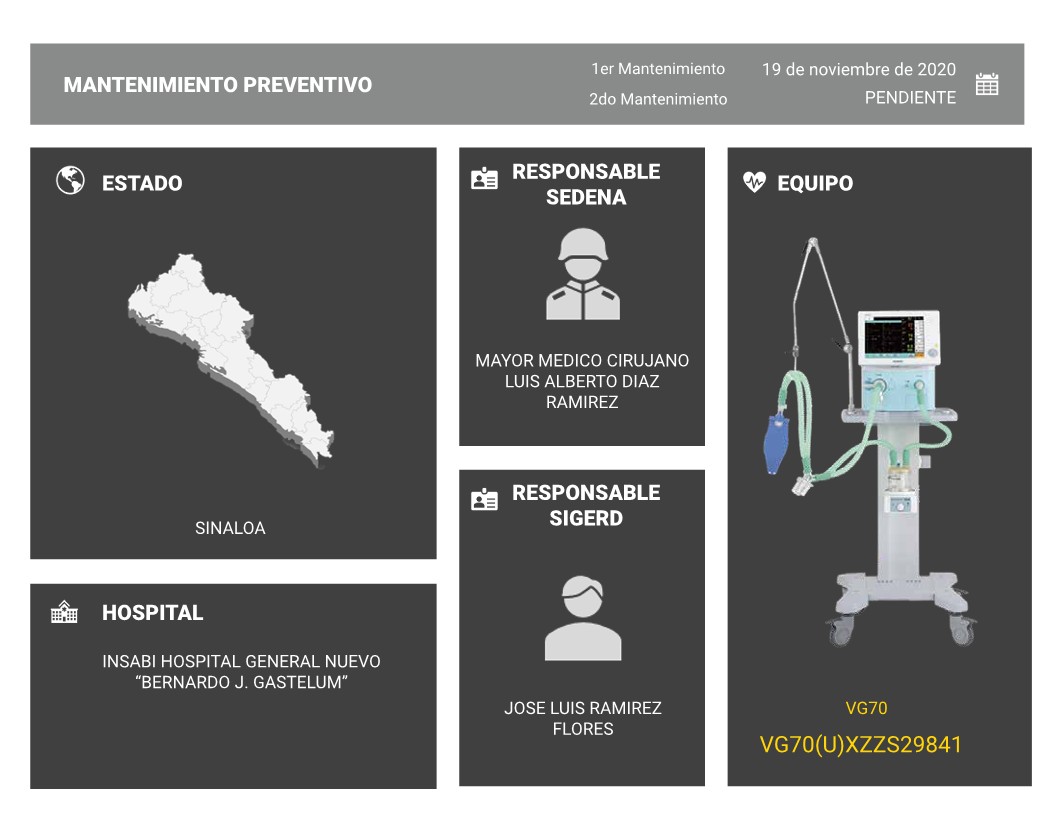 MANTENIMIENTO PREVENTIVO
1er Mantenimiento
19 de noviembre de 2020
2do Mantenimiento
PENDIENTE
ESTADO
SINALOA
HOSPITAL
INSABI HOSPITAL GENERAL NUEVO
“BERNARDO J. GASTELUM”
RESPONSABLE
SEDENA
MAYOR MEDICO CIRUJANO
LUIS ALBERTO DIAZ
RAMIREZ
RESPONSABLE
SIGERD
JOSE LUIS RAMIREZ
FLORES
EQUIPO
VG70
VG70(U)XZZS29841